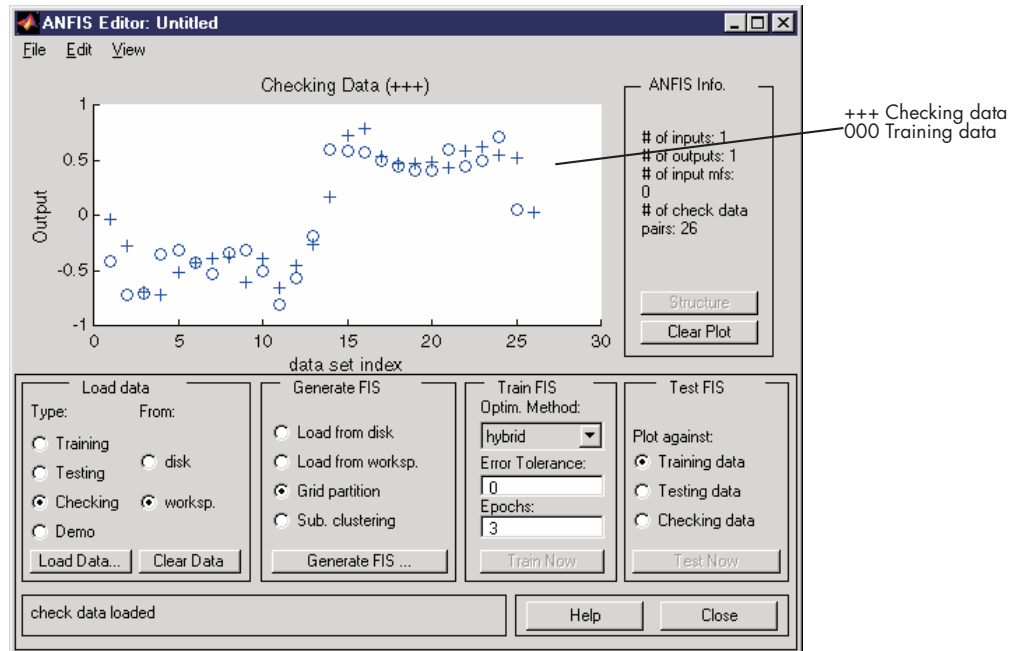 ANFIS Editor: Untitled
File Edit View
Checking Data (+++)
1
0.5
0
-0.5
-1
Output
0 5 10 15 20 25 30
data set index
ANFIS Info.
# of inputs: 1
# of outputs: 1
# of input mfs:
0
# of check data
pairs: 26
Structure
Clear Plot
+++ Checking data
000 Training data
Load data
Type: From:
Training
Testing
Checking
Demo
disk
worksp.
Load Data... Clear Data
Generate FIS
Load from disk
Load from worksp.
Grid partition
Sub. clustering
Generate FIS ...
Train FIS
Optim. Method:
hybrid
Error Tolerance:
0
Epochs:
3
Train Now
Test FIS
Plot against:
Training data
Testing data
Checking data
Test Now
check data loaded
Help Close